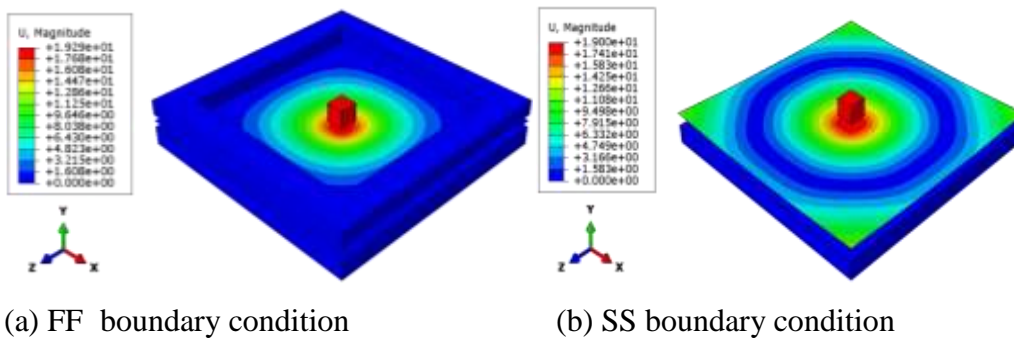 U, Magnitude
+1.929e+01
+1.768e+01
+1.608e+01
+1.447e+01
+1.286e+01
+1.125e+01
+9.646e+00
+8.038e+00
+6.430e+00
+4.823e+00
+3.215e+00
+1.608e+00
+0.000e+00
Y
Z
X
U, Magnitude
+1.900e+01
+1.741e+01
+1.583e+01
+1.425e+01
+1.266e+01
+1.108e+01
+9.498e+00
+7.915e+00
+6.332e+00
+4.749e+00
+3.166e+00
+1.583e+00
+0.000e+00
Y
Z
X
(a) FF boundary condition
(b) SS boundary condition